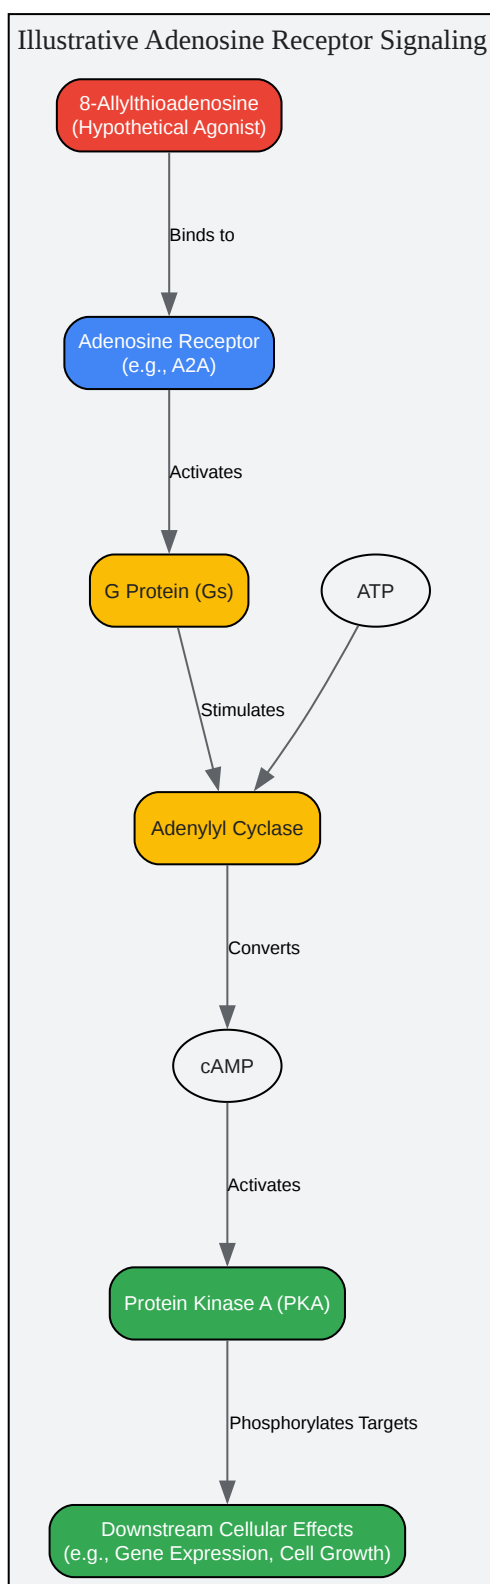 Illustrative Adenosine Receptor Signaling
8-Allylthioadenosine
(Hypothetical Agonist)
Binds to
Adenosine Receptor
(e.g., A2A)
Activates
G Protein (Gs)
ATP
Stimulates
Adenylyl Cyclase
Converts
cAMP
Activates
Protein Kinase A (PKA)
Phosphorylates Targets
Downstream Cellular Effects
(e.g., Gene Expression, Cell Growth)